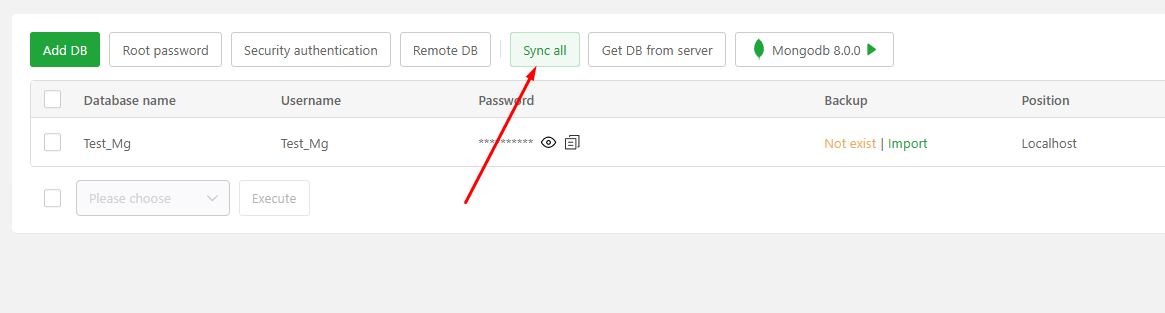 Add DB Root password Security authentication Remote DB Sync all Get DB from server Mongodb 8.0.0
Database name Username Password Backup Position
Test_Mg Test_Mg ********** Not exist | Import Localhost
Please choose Execute